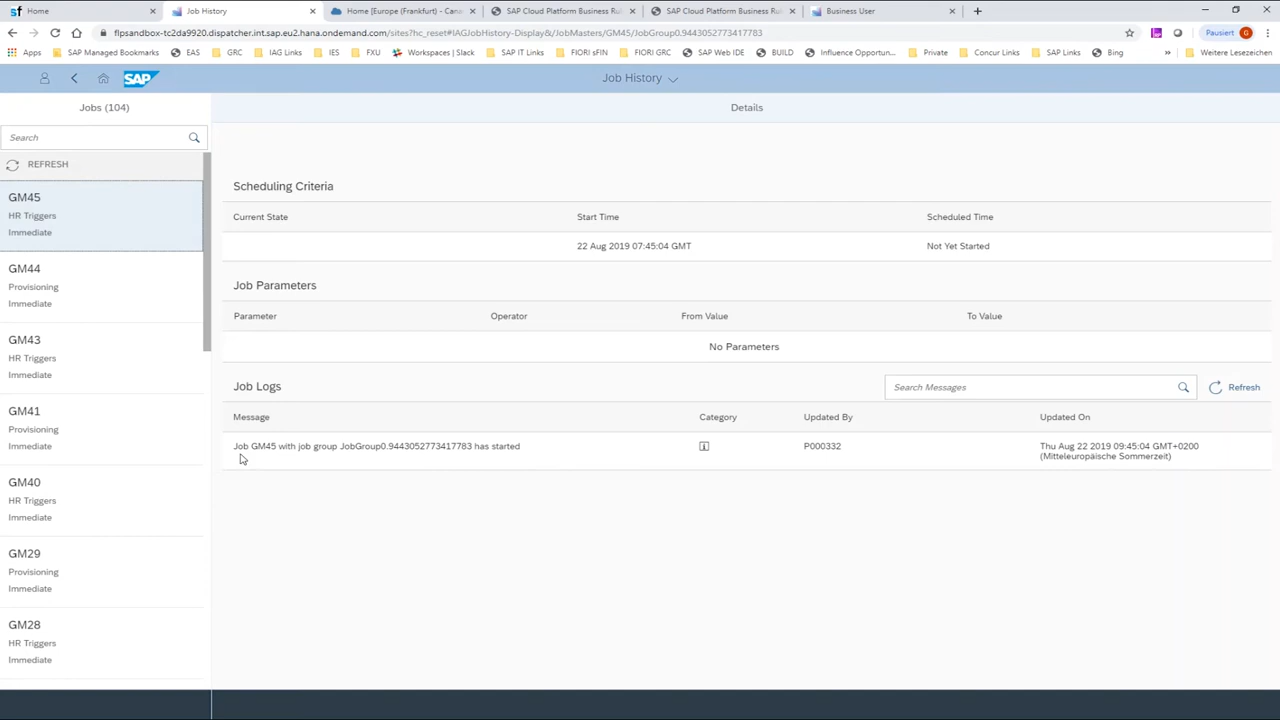 sf Home
Job History
Home [Europe (Frankfurt) - Cana
SAP Cloud Platform Business Ru
SAP Cloud Platform Business Ru
Business User
flpsandbox-tc2da9920.dispatcher.int.sap.eu2.hana.ondemand.com/sites?hc_reset#IAGJobHistory-Display&/JobMasters/GM45/JobGroup0.9443052773417783
Pausiert
G
Apps
SAP Managed Bookmarks
EAS
GRC
IAG Links
IES
FXU
Workspaces | Slack
SAP IT Links
FIORI sFIN
FIORI GRC
SAP Web IDE
BUILD
Influence Opportun...
Private
Concur Links
SAP Links
Bing
»
Weitere Lesezeichen
SAP
Job History
Jobs (104)
Details
Search
REFRESH
GM45
HR Triggers
Immediate
GM44
Provisioning
Immediate
GM43
HR Triggers
Immediate
GM41
Provisioning
Immediate
GM40
HR Triggers
Immediate
GM29
Provisioning
Immediate
GM28
HR Triggers
Immediate
Scheduling Criteria
Current State
Start Time
Scheduled Time
22 Aug 2019 07:45:04 GMT
Not Yet Started
Job Parameters
Parameter
Operator
From Value
To Value
No Parameters
Job Logs
Search Messages
Refresh
Message
Category
Updated By
Updated On
Job GM45 with job group JobGroup0.9443052773417783 has started
P000332
Thu Aug 22 2019 09:45:04 GMT+0200
(Mitteleuropäische Sommerzeit)